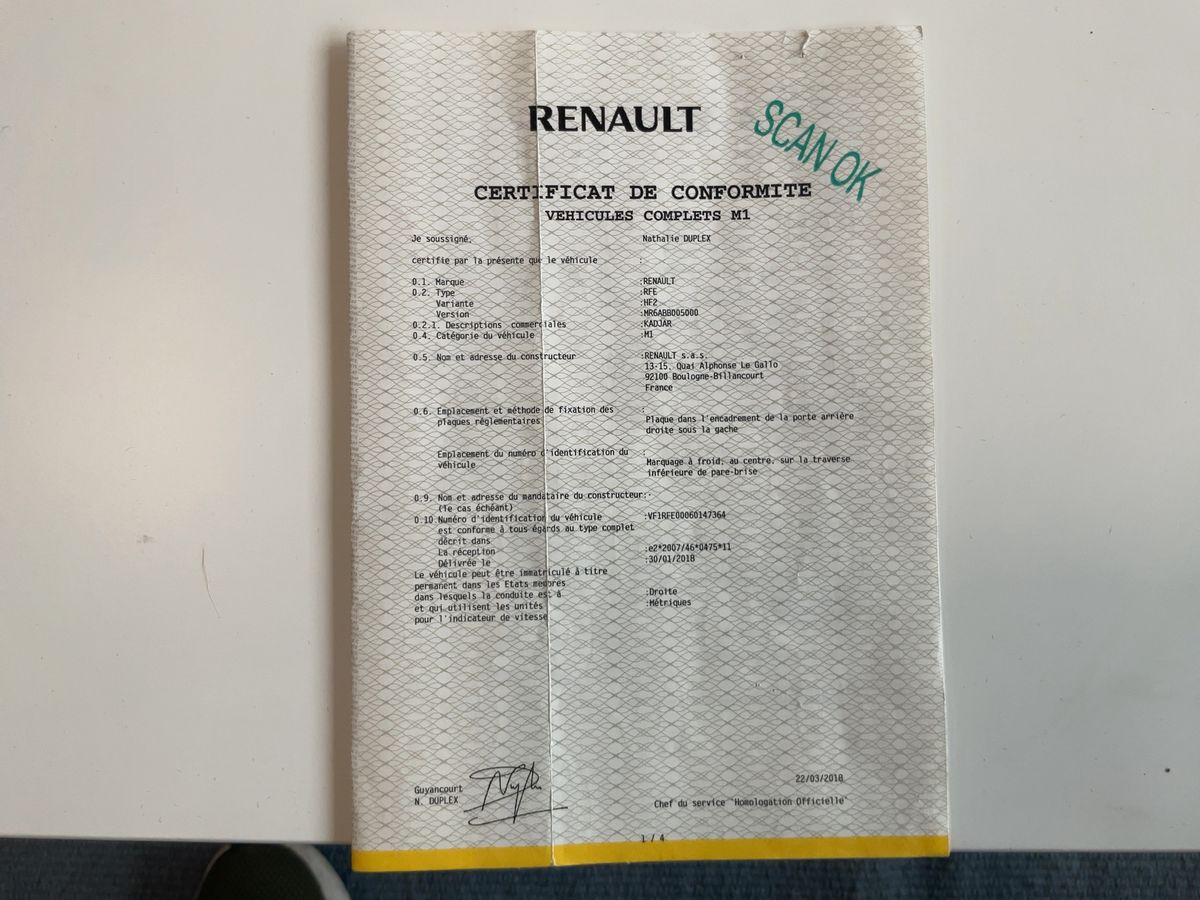 RENAULT
SCAN OK
CERTIFICAT DE CONFORMITE
VEHICULES COMPLETS M1
Je soussigné, Nathalie DUPLEX
certifie par la présente que le véhicule :
0.1. Marque :RENAULT
0.2. Type :RFE
Variante :HF2
Version :MR6ABB005000
0.2.1. Descriptions commerciales :KADJAR
0.4. Catégorie du véhicule :M1
0.5. Nom et adresse du constructeur :RENAULT s.a.s.
13-15, Quai Alphonse Le Gallo
92100 Boulogne-Billancourt
France
0.6. Emplacement et méthode de fixation des :
plaques réglementaires Plaque dans l'encadrement de la porte arrière
droite sous la gache
Emplacement du numéro d'identification du :
véhicule Marquage à froid, au centre, sur la traverse
inférieure de pare-brise
0.9. Nom et adresse du mandataire du constructeur:-
(le cas échéant)
0.10.Numéro d'identification du véhicule :VF1RFE00060147364
est conforme à tous égards au type complet
décrit dans
La réception :e2*2007/46*0475*11
Délivrée le :30/01/2018
Le véhicule peut être immatriculé à titre
permanent dans les Etats membres
dans lesquels la conduite est à :Droite
et qui utilisent les unités :Métriques
pour l'indicateur de vitesse
22/03/2018
Guyancourt
N. DUPLEX
Chef du service "Homologation Officielle"
1 / 4